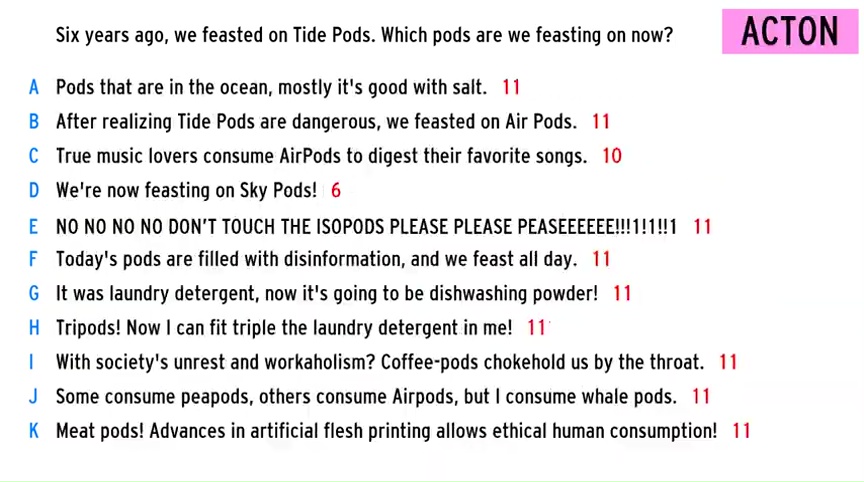 Six years ago, we feasted on Tide Pods. Which pods are we feasting on now?
ACTON
A Pods that are in the ocean, mostly it's good with salt. 11
B After realizing Tide Pods are dangerous, we feasted on Air Pods. 11
C True music lovers consume AirPods to digest their favorite songs. 10
D We're now feasting on Sky Pods! 6
E NO NO NO NO DON'T TOUCH THE ISOPODS PLEASE PLEASE PEASEEEEEE!!!1!1!!1 11
F Today's pods are filled with disinformation, and we feast all day. 11
G It was laundry detergent, now it's going to be dishwashing powder! 11
H Tripods! Now I can fit triple the laundry detergent in me! 11
I With society's unrest and workaholism? Coffee-pods chokehold us by the throat. 11
J Some consume peapods, others consume Airpods, but I consume whale pods. 11
K Meat pods! Advances in artificial flesh printing allows ethical human consumption! 11